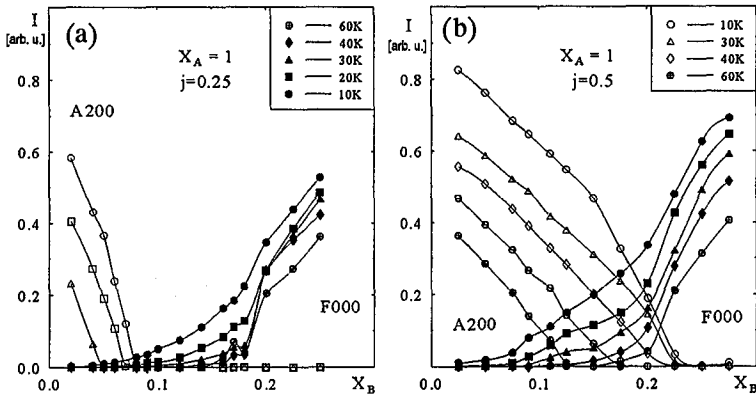 I
[arb. u.]
(a)
X_A = 1
j=0.25
60K
40K
30K
20K
10K
A200
F000
0.8
0.6
0.4
0.2
0.0
0.0
0.1
0.2
X_B
I
[arb. u.]
(b)
X_A = 1
j=0.5
10K
30K
40K
60K
A200
F000
0.8
0.6
0.4
0.2
0.0
0.1
0.2
X_B